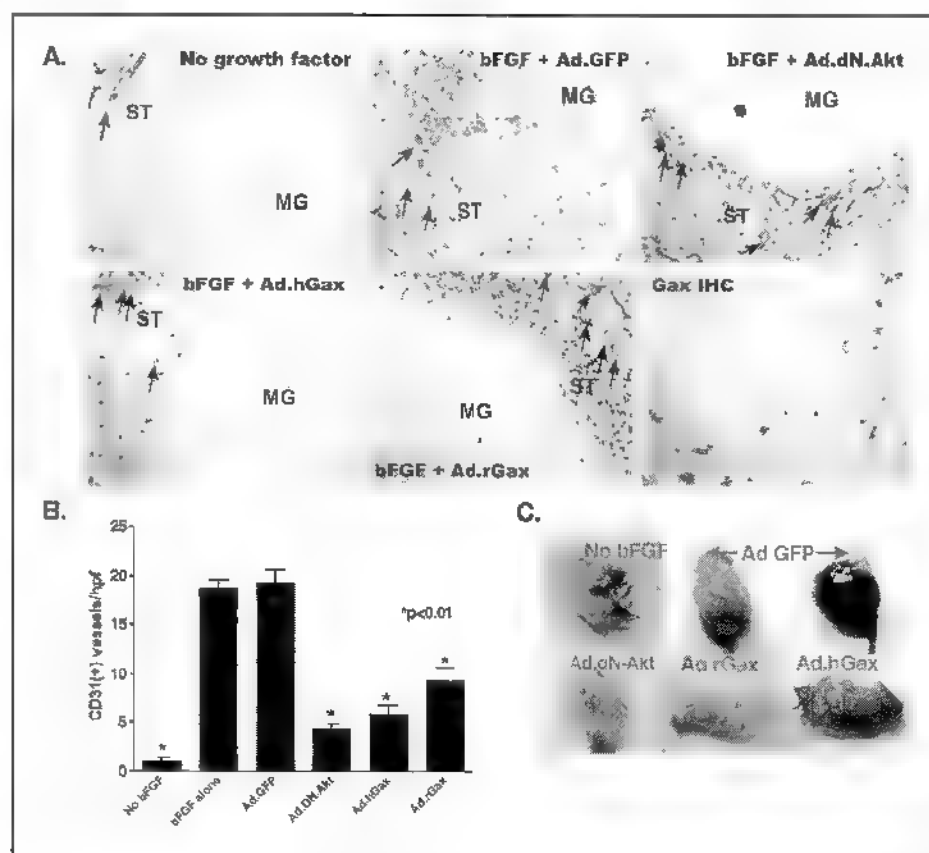 A.
No growth factor
ST
MG
bFGF + Ad.GFP
MG
ST
bFGF + Ad.dN.Akt
MG
ST
bFGF + Ad.hGax
ST
MG
MG
ST
bFGF + Ad.rGax
Gax IHC
B.
25
20
15
10
5
0
CD31(+) vessels/hpf
*p<0.01
*
*
*
*
No bFGF
bFGF alone
Ad.GFP
Ad.DN.Akt
Ad.hGax
Ad.rGax
C.
No bFGF
Ad GFP
Ad.dN-Akt
Ad rGax
Ad.hGax